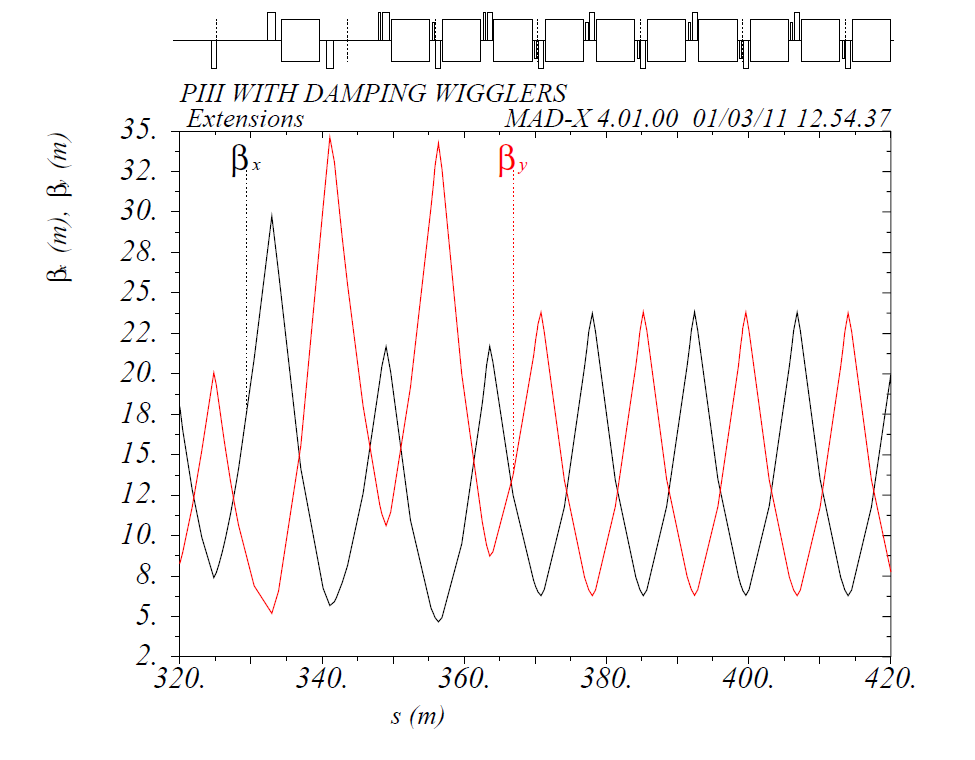 PIII WITH DAMPING WIGGLERS
Extensions MAD-X 4.01.00 01/03/11 12.54.37
βx (m), βy (m)
35.
32.
30.
28.
25.
22.
20.
18.
15.
12.
10.
8.
5.
2.
βx
βy
320. 340. 360. 380. 400. 420.
s (m)